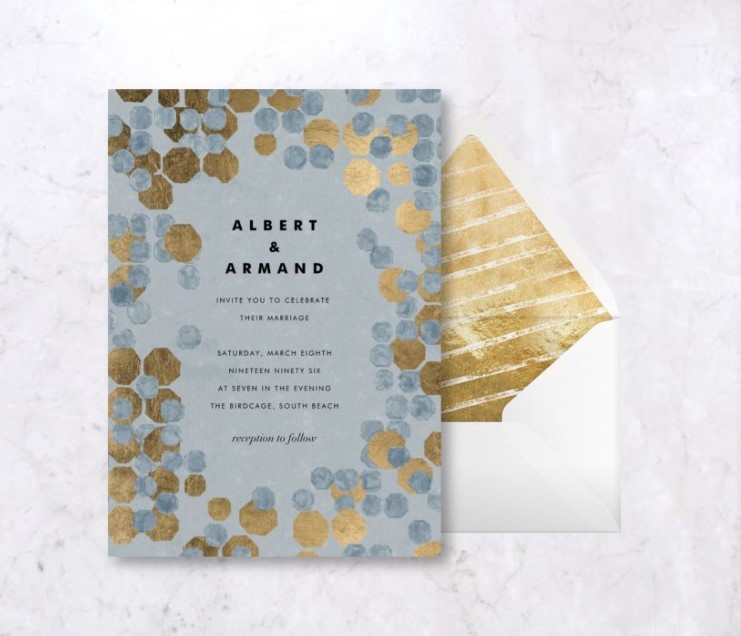 ALBERT
&
ARMAND
INVITE YOU TO CELEBRATE
THEIR MARRIAGE
SATURDAY, MARCH EIGHTH
NINETEEN NINETY SIX
AT SEVEN IN THE EVENING
THE BIRDCAGE, SOUTH BEACH
reception to follow